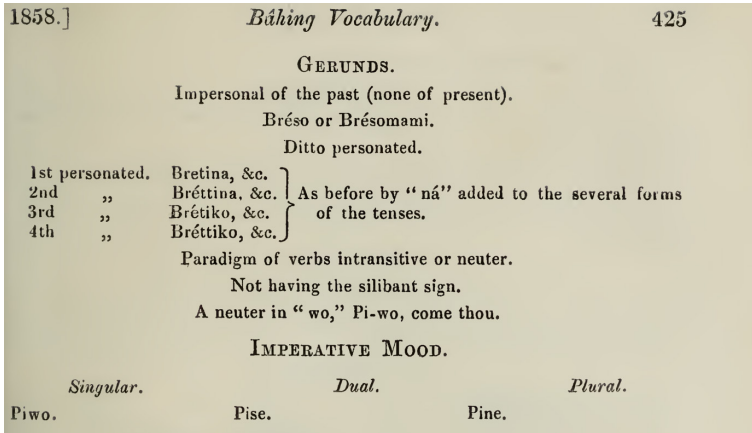 1858.] Bâhing Vocabulary. 425
GERUNDS.
Impersonal of the past (none of present).
Bréso or Brésomami.
Ditto personated.
1st personated. Bretina, &c.
2nd „ Bréttina, &c. As before by “ ná” added to the several forms
3rd „ Brétiko, &c. of the tenses.
4th „ Bréttiko, &c.
Paradigm of verbs intransitive or neuter.
Not having the silibant sign.
A neuter in “ wo,” Pi-wo, come thou.
IMPERATIVE MOOD.
Singular. Dual. Plural.
Piwo. Pise. Pine.